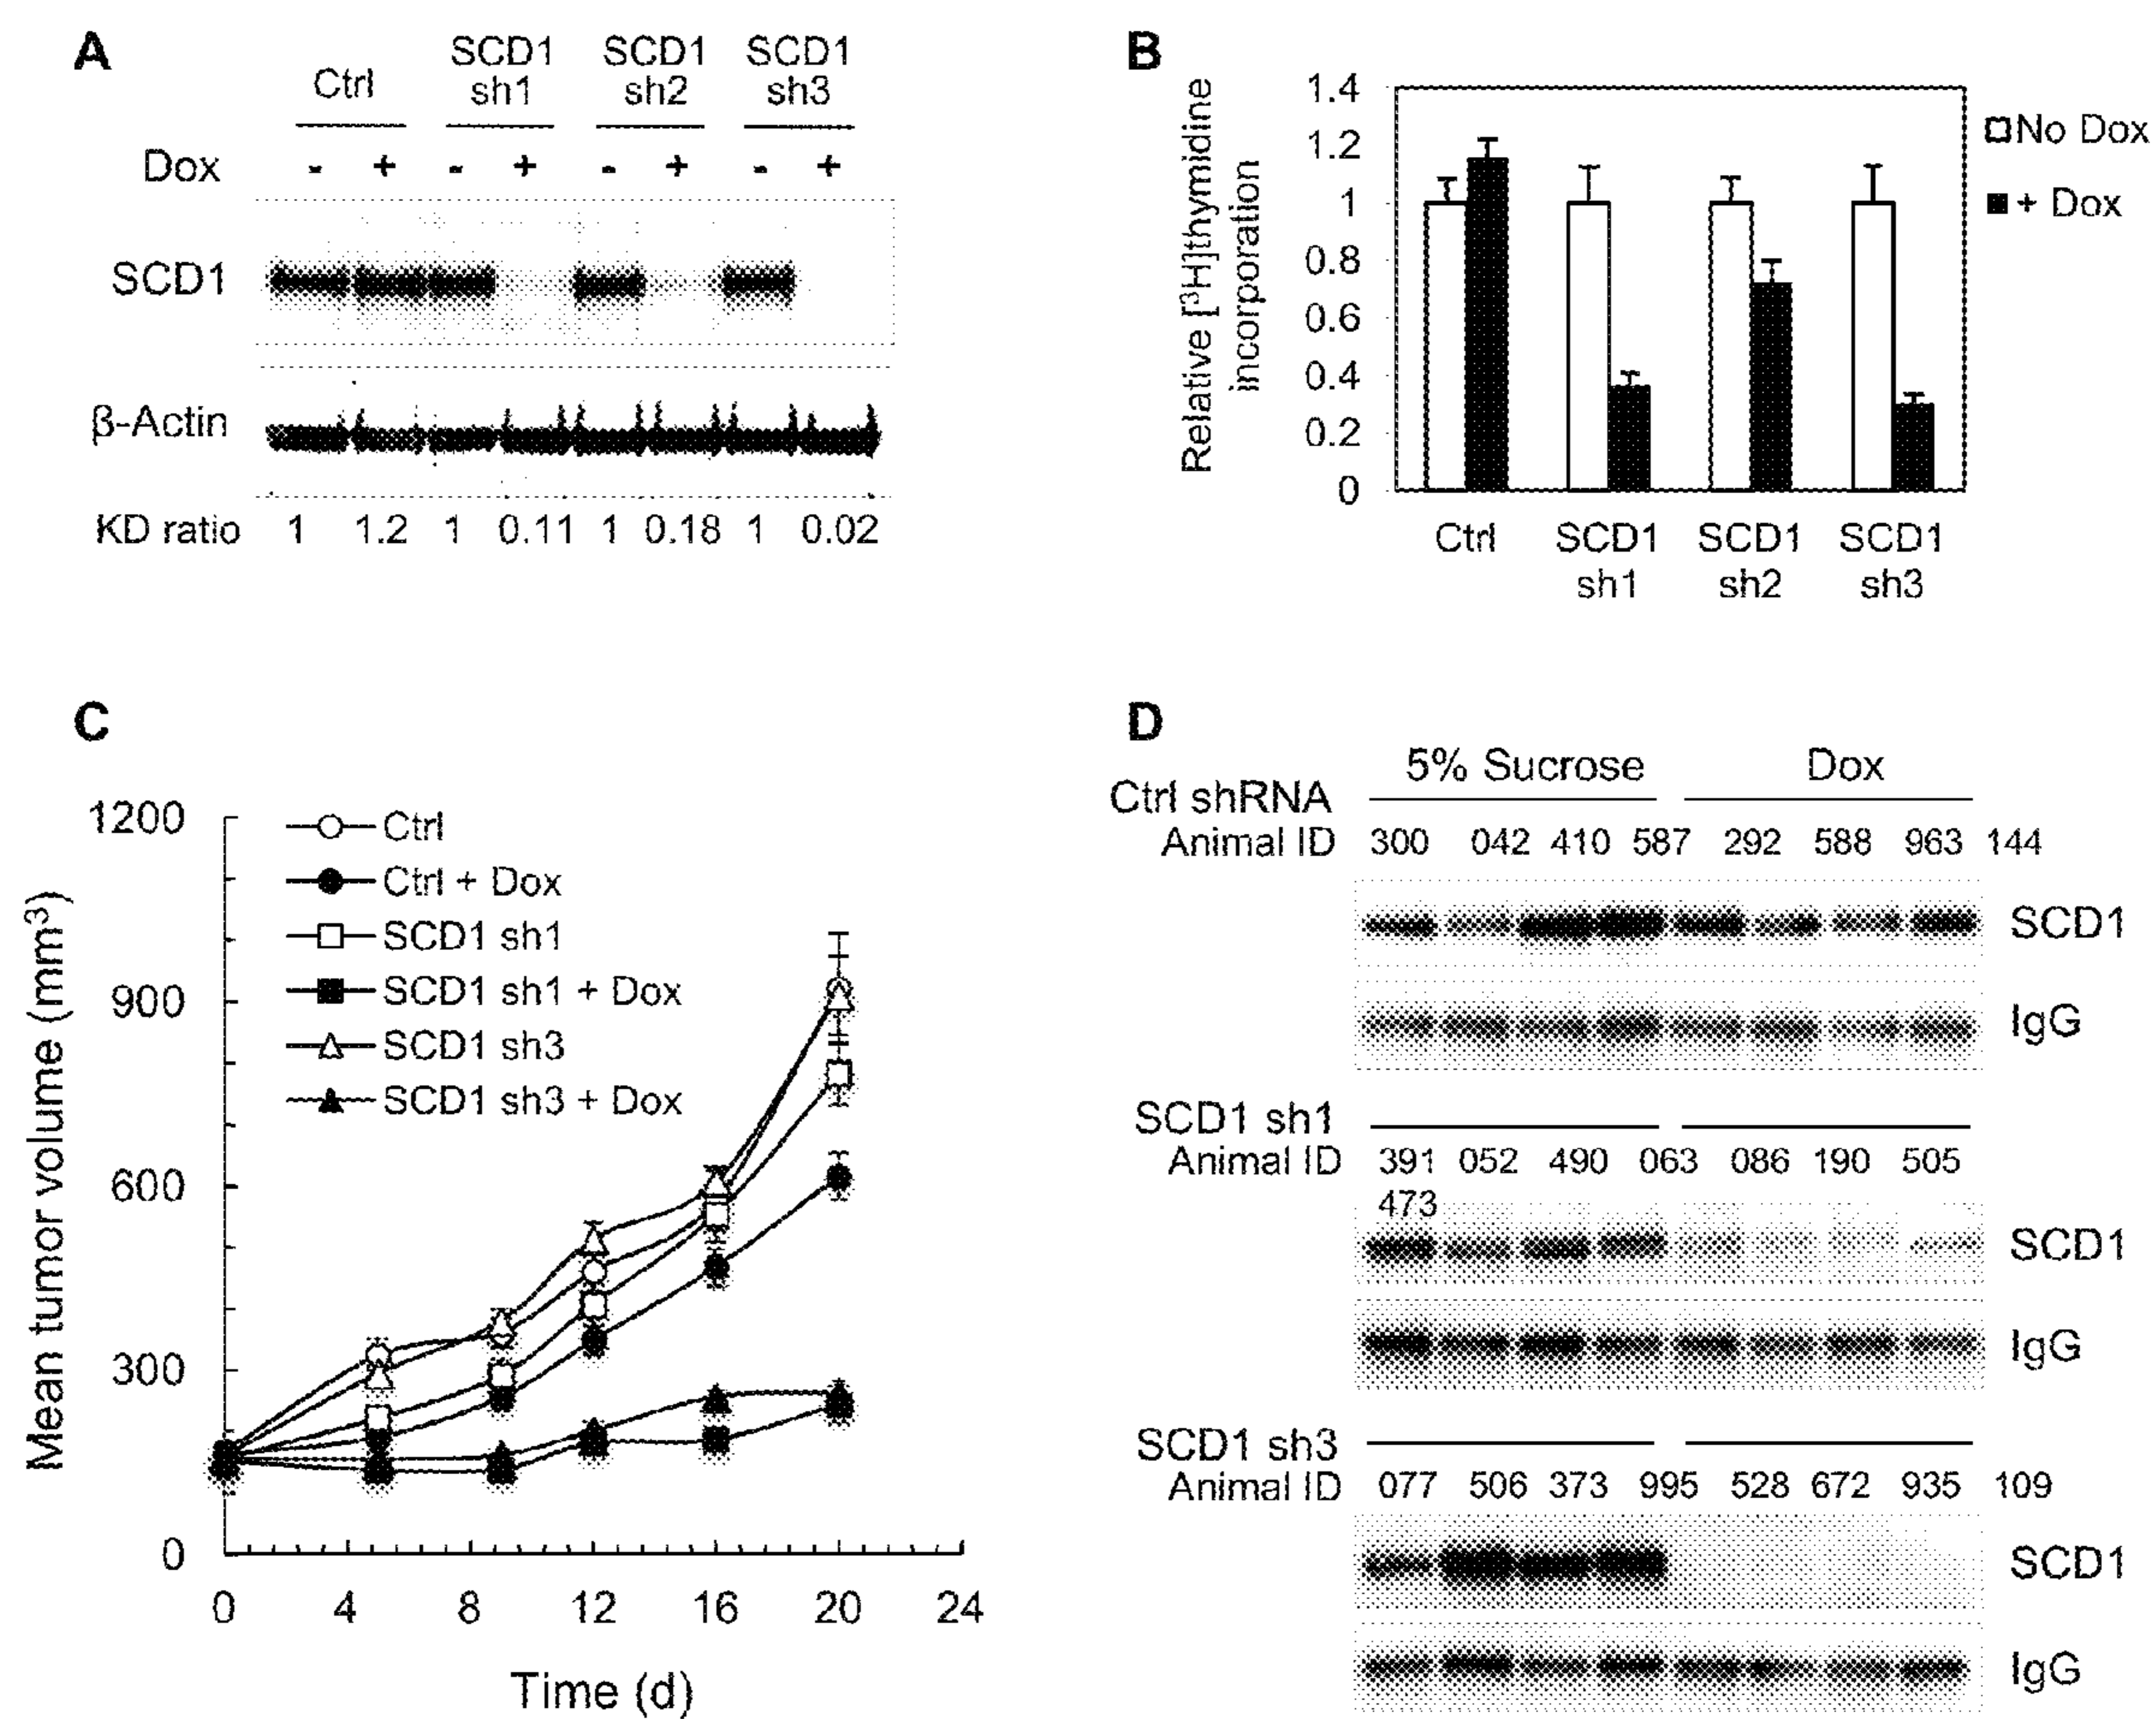 A
Ctrl
SCD1 sh1
SCD1 sh2
SCD1 sh3
Dox - + - + - + - +
SCD1
β-Actin
KD ratio 1 1.2 1 0.11 1 0.18 1 0.02
B
Relative [³H]thymidine
incorporation
1.4
1.2
1
0.8
0.6
0.4
0.2
0
No Dox
+ Dox
Ctrl
SCD1 sh1
SCD1 sh2
SCD1 sh3
C
Mean tumor volume (mm³)
1200
900
600
300
0
Ctrl
Ctrl + Dox
SCD1 sh1
SCD1 sh1 + Dox
SCD1 sh3
SCD1 sh3 + Dox
0 4 8 12 16 20 24
Time (d)
D
5% Sucrose Dox
Ctrl shRNA
Animal ID 300 042 410 587 292 588 963 144
SCD1
IgG
SCD1 sh1
Animal ID 391 052 490 063 086 190 505
473
SCD1
IgG
SCD1 sh3
Animal ID 077 506 373 995 528 672 935 109
SCD1
IgG